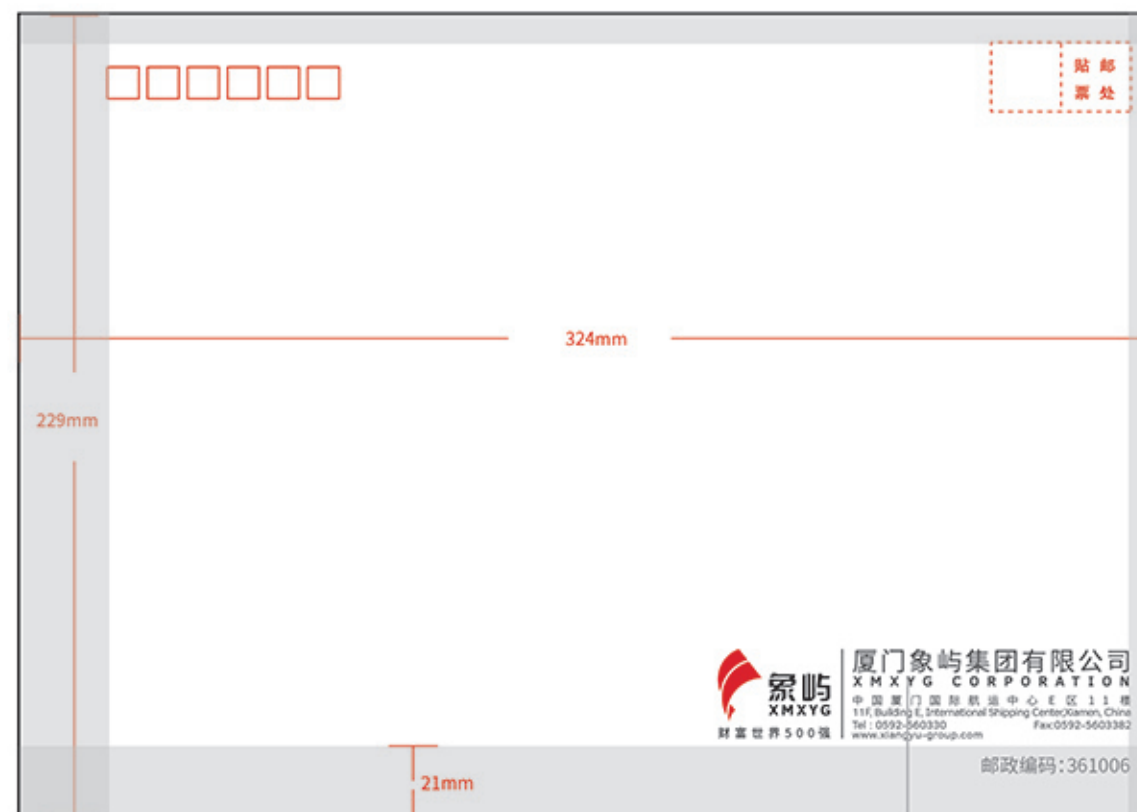 贴 邮
票 处
324mm
229mm
象屿
XMXYG
财富世界500强
厦门象屿集团有限公司
XMXYG CORPORATION
中国厦门国际航运中心E区11楼
11F, Building E, International Shipping Center,Xiamen, China
Tel : 0592-560330 Fax:0592-5603382
www.xiangyu-group.com
邮政编码：361006
21mm